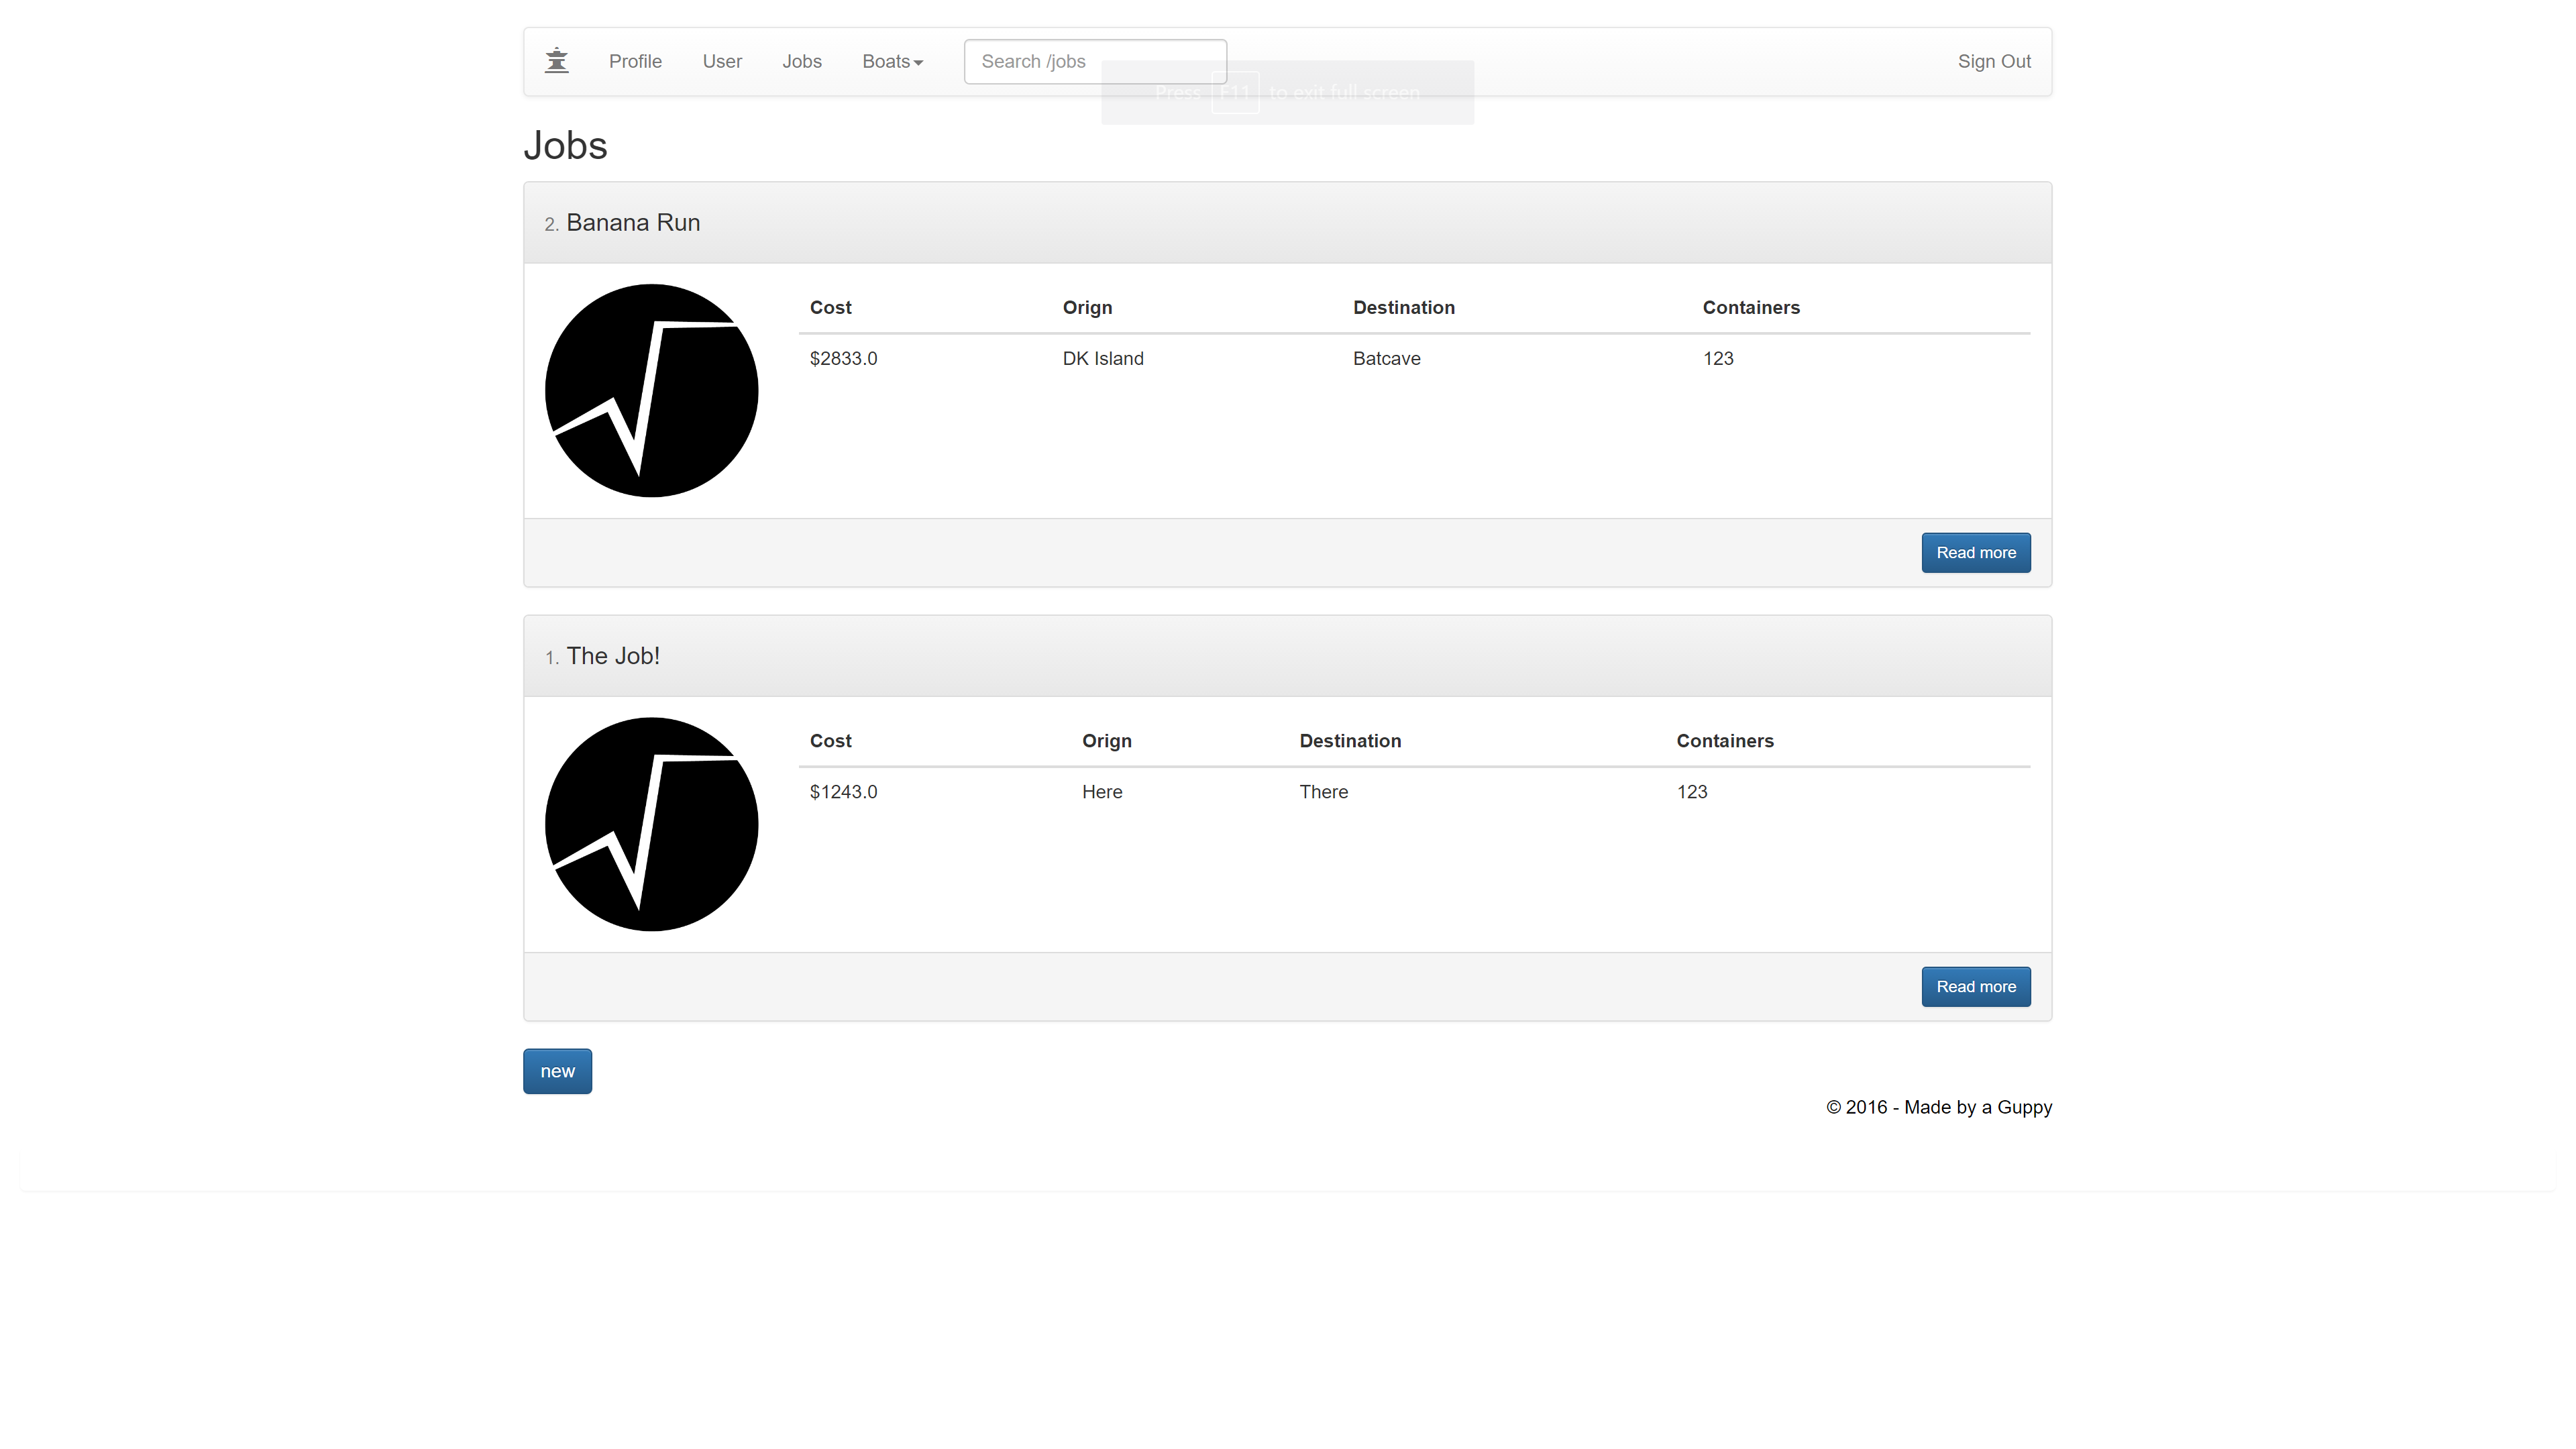 Profile User Jobs Boats Search /jobs Sign Out
Press F11 to exit full screen
Jobs
2. Banana Run
Cost Orign Destination Containers
$2833.0 DK Island Batcave 123
Read more
1. The Job!
Cost Orign Destination Containers
$1243.0 Here There 123
Read more
new
© 2016 - Made by a Guppy